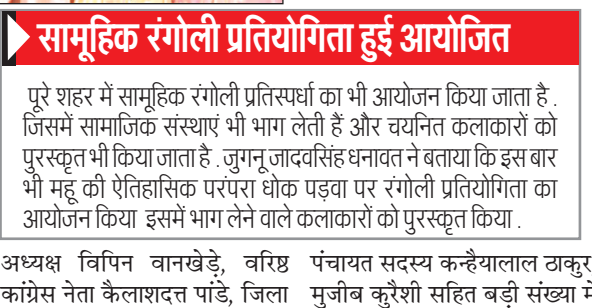 सामूहिक रंगोली प्रतियोगिता हुई आयोजित
पूरे शहर में सामूहिक रंगोली प्रतिस्पर्धा का भी आयोजन किया जाता है .
जिसमें सामाजिक संस्थाएं भी भाग लेती हैं और चयनित कलाकारों को
पुरस्कृत भी किया जाता है . जुगनू जादवसिंह धनावत ने बताया कि इस बार
भी महू की ऐतिहासिक परंपरा धोक पड़वा पर रंगोली प्रतियोगिता का
आयोजन किया इसमें भाग लेने वाले कलाकारों को पुरस्कृत किया .
अध्यक्ष विपिन वानखेड़े, वरिष्ठ
कांग्रेस नेता कैलाशदत्त पांडे, जिला
पंचायत सदस्य कन्हैयालाल ठाकुर
मुजीब कुरैशी सहित बड़ी संख्या में